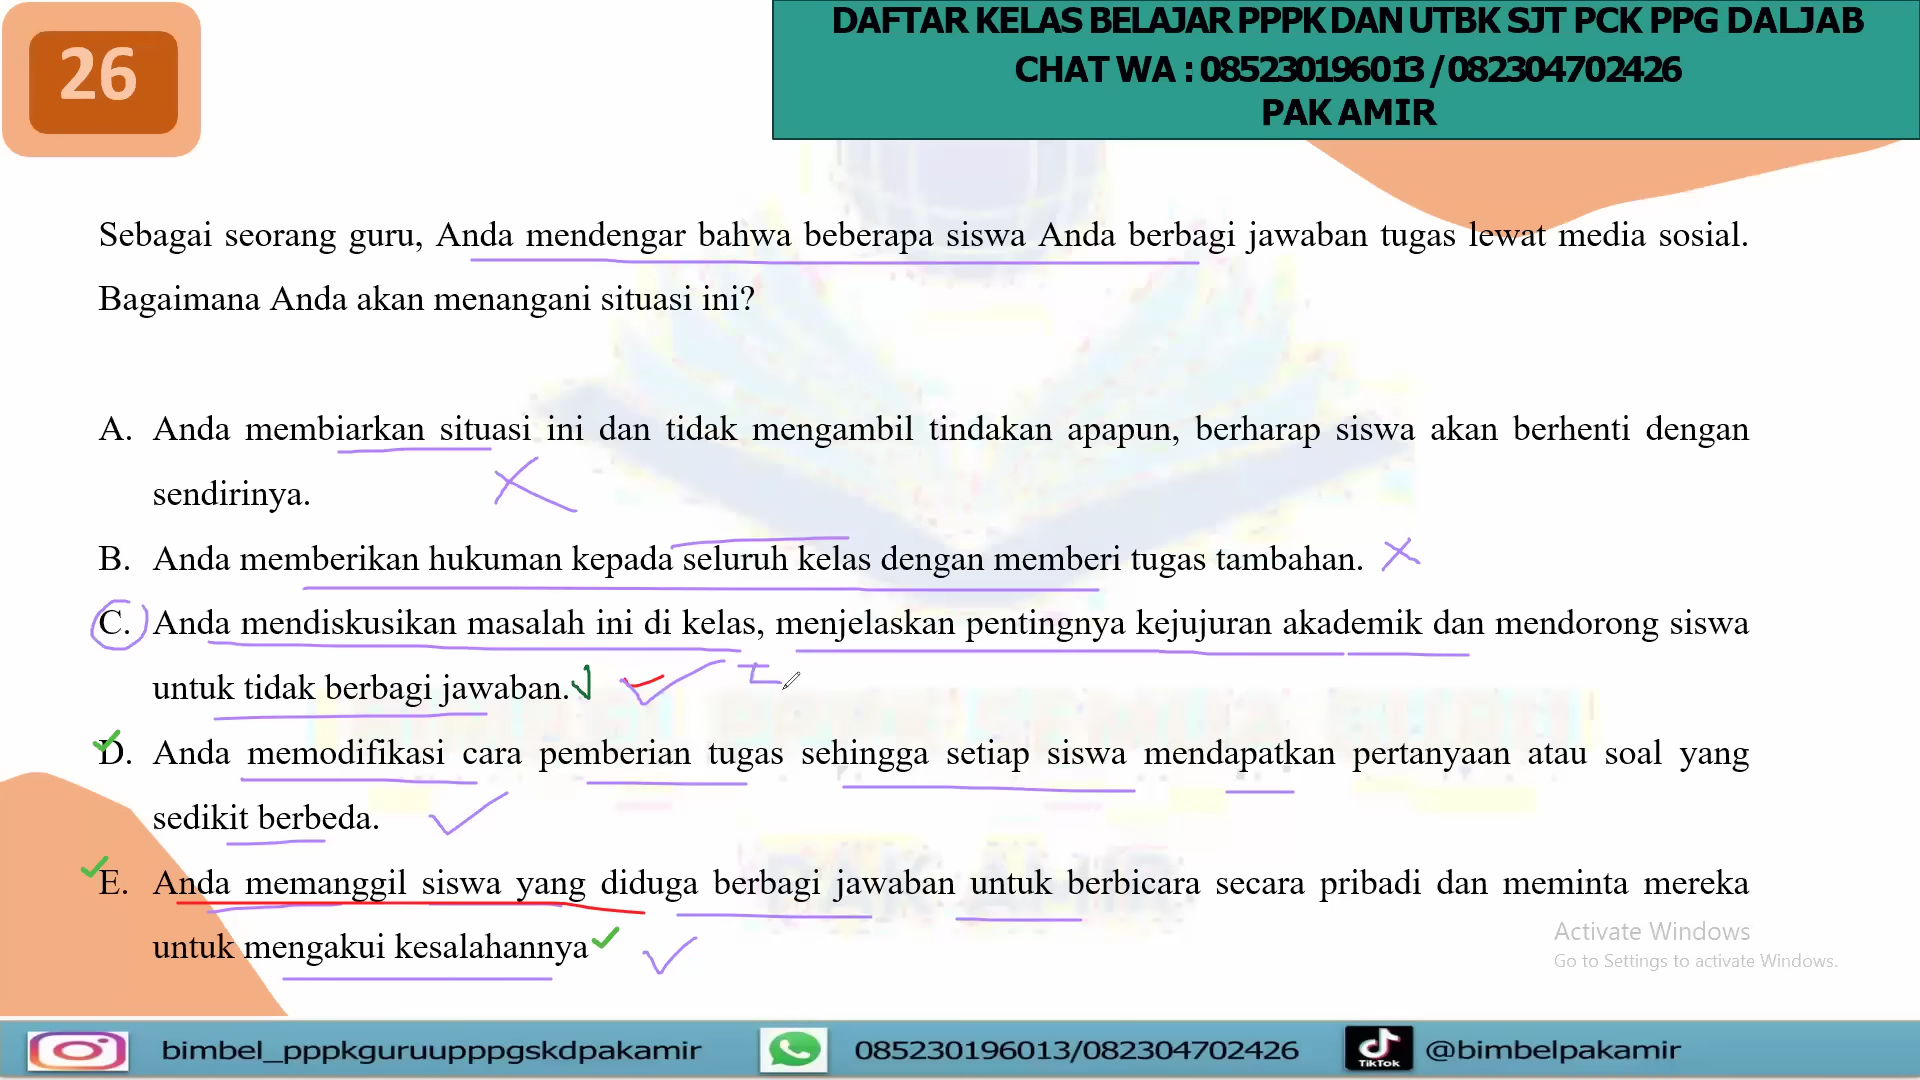 26
DAFTAR KELAS BELAJAR PPPK DAN UTBK SJT PCK PPG DALJAB
CHAT WA : 085230196013 / 082304702426
PAK AMIR
Sebagai seorang guru, Anda mendengar bahwa beberapa siswa Anda berbagi jawaban tugas lewat media sosial.
Bagaimana Anda akan menangani situasi ini?
A. Anda membiarkan situasi ini dan tidak mengambil tindakan apapun, berharap siswa akan berhenti dengan
sendirinya.
B. Anda memberikan hukuman kepada seluruh kelas dengan memberi tugas tambahan.
C. Anda mendiskusikan masalah ini di kelas, menjelaskan pentingnya kejujuran akademik dan mendorong siswa
untuk tidak berbagi jawaban.
D. Anda memodifikasi cara pemberian tugas sehingga setiap siswa mendapatkan pertanyaan atau soal yang
sedikit berbeda.
E. Anda memanggil siswa yang diduga berbagi jawaban untuk berbicara secara pribadi dan meminta mereka
untuk mengakui kesalahannya
PAK AMIR
Activate Windows
Go to Settings to activate Windows.
bimbel_pppkguruupppgskdpakamir
085230196013/082304702426
TikTok
@bimbelpakamir